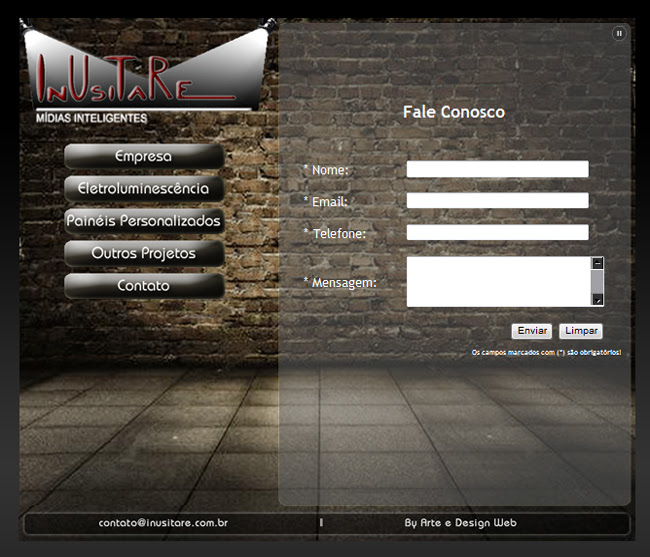 InUsiTaRe
MÍDIAS INTELIGENTES
Empresa
Eletroluminescência
Painéis Personalizados
Outros Projetos
Contato
Fale Conosco
* Nome:
* Email:
* Telefone:
* Mensagem:
Enviar Limpar
Os campos marcados com (*) são obrigatórios!
contato@inusitare.com.br || By Arte e Design Web